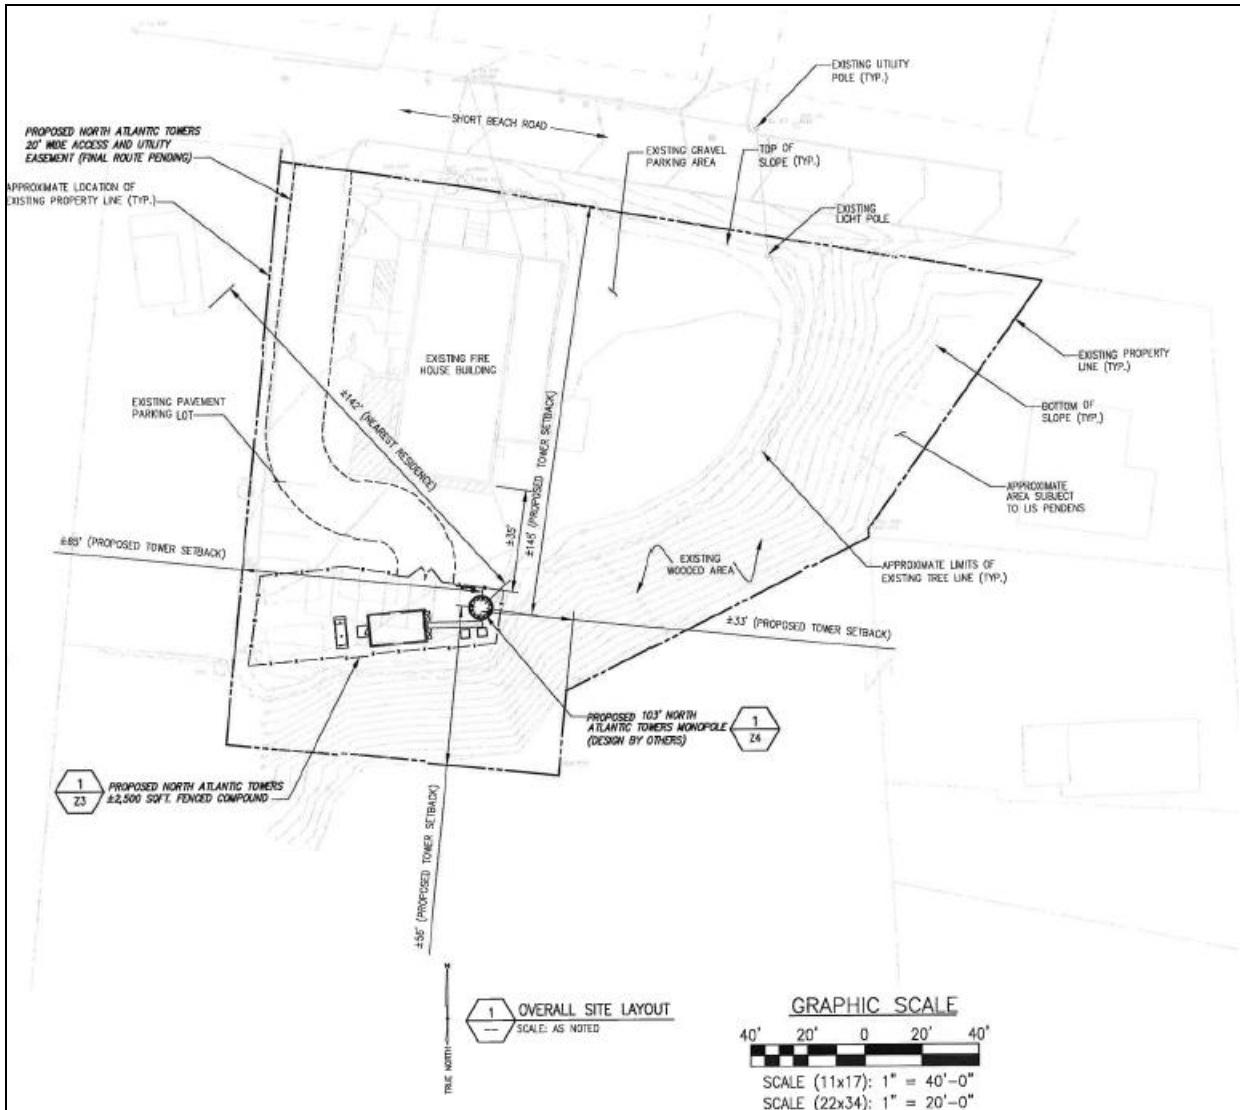 EXISTING UTILITY
POLE (TYP.)
SHORT BEACH ROAD
PROPOSED NORTH ATLANTIC TOWERS
20' WIDE ACCESS AND UTILITY
EASEMENT (FINAL ROUTE PENDING)
EXISTING GRAVEL
PARKING AREA
TOP OF
SLOPE (TYP.)
APPROXIMATE LOCATION OF
EXISTING PROPERTY LINE (TYP.)
EXISTING
LIGHT POLE
EXISTING FIRE
HOUSE BUILDING
EXISTING PROPERTY
LINE (TYP.)
EXISTING PAVEMENT
PARKING LOT
±142' (NEAREST RESIDENCE)
BOTTOM OF
SLOPE (TYP.)
±35'
±145' (PROPOSED TOWER SETBACK)
APPROXIMATE
AREA SUBJECT
TO LIS PENDENS
±85' (PROPOSED TOWER SETBACK)
EXISTING
WOODED AREA
APPROXIMATE LIMITS OF
EXISTING TREE LINE (TYP.)
±33' (PROPOSED TOWER SETBACK)
PROPOSED 103' NORTH
ATLANTIC TOWERS MONOPOLE
(DESIGN BY OTHERS)
1
Z4
1
Z3
PROPOSED NORTH ATLANTIC TOWERS
±2,500 SQFT. FENCED COMPOUND
±56' (PROPOSED TOWER SETBACK)
N
TRUE NORTH
1
OVERALL SITE LAYOUT
SCALE: AS NOTED
GRAPHIC SCALE
40' 20' 0 20' 40'
SCALE (11x17): 1" = 40'-0"
SCALE (22x34): 1" = 20'-0"